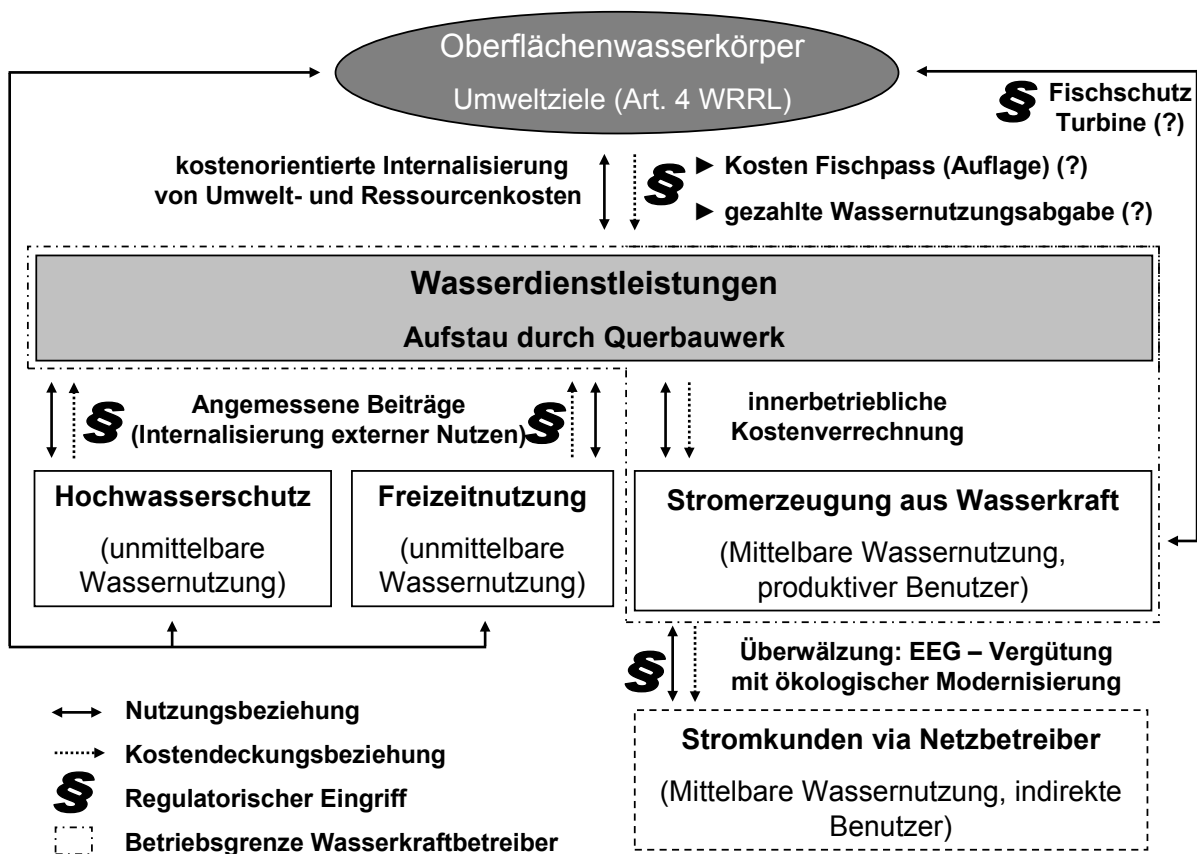 Oberflächenwasserkörper
Umweltziele (Art. 4 WRRL)
§ Fischschutz
Turbine (?)
kostenorientierte Internalisierung
von Umwelt- und Ressourcenkosten
§ ► Kosten Fischpass (Auflage) (?)
► gezahlte Wassernutzungsabgabe (?)
Wasserdienstleistungen
Aufstau durch Querbauwerk
§ Angemessene Beiträge
(Internalisierung externer Nutzen) §
innerbetriebliche
Kostenverrechnung
Hochwasserschutz
(unmittelbare
Wassernutzung)
Freizeitnutzung
(unmittelbare
Wassernutzung)
Stromerzeugung aus Wasserkraft
(Mittelbare Wassernutzung,
produktiver Benutzer)
§ Überwälzung: EEG – Vergütung
mit ökologischer Modernisierung
Stromkunden via Netzbetreiber
(Mittelbare Wassernutzung, indirekte
Benutzer)
Nutzungsbeziehung
Kostendeckungsbeziehung
§ Regulatorischer Eingriff
Betriebsgrenze Wasserkraftbetreiber